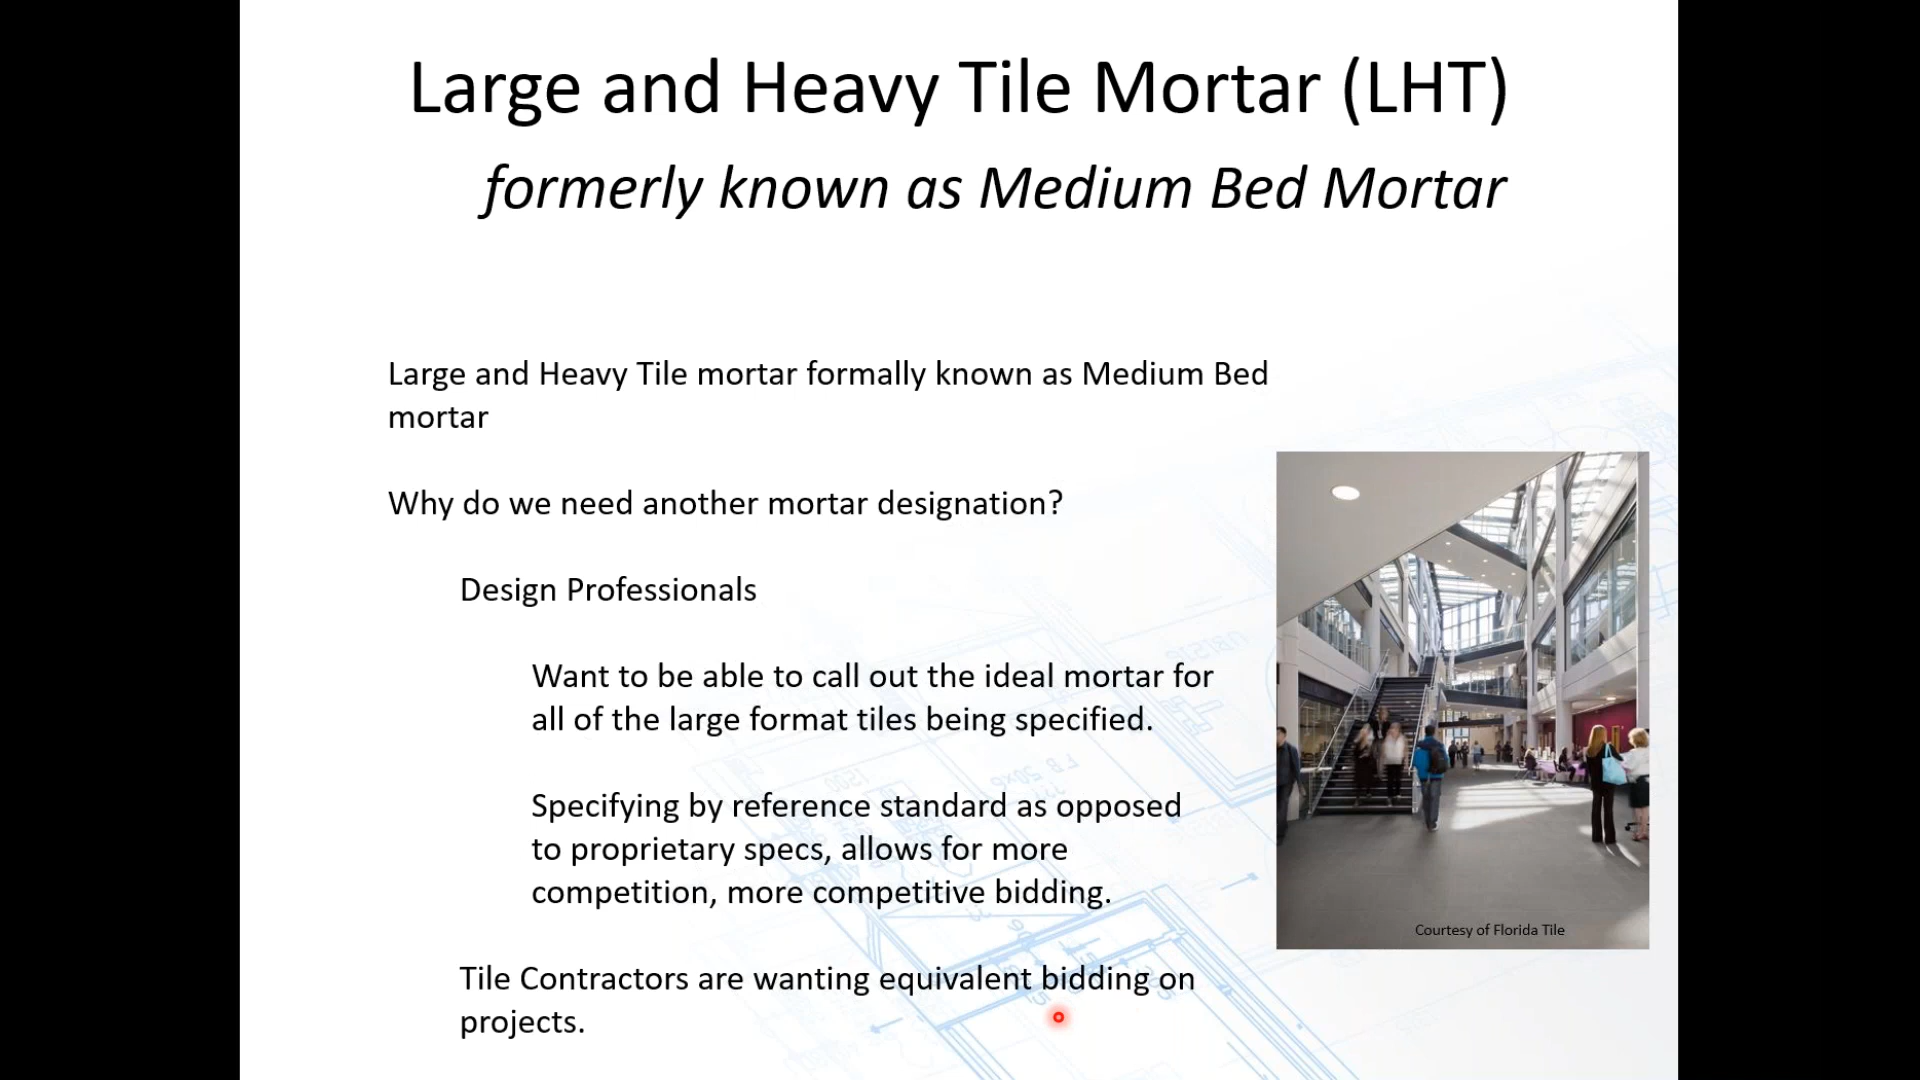 Large and Heavy Tile Mortar (LHT)
formerly known as Medium Bed Mortar
Large and Heavy Tile mortar formally known as Medium Bed
mortar
Why do we need another mortar designation?
Design Professionals
Want to be able to call out the ideal mortar for
all of the large format tiles being specified.
Specifying by reference standard as opposed
to proprietary specs, allows for more
competition, more competitive bidding.
Courtesy of Florida Tile
Tile Contractors are wanting equivalent bidding on
projects.